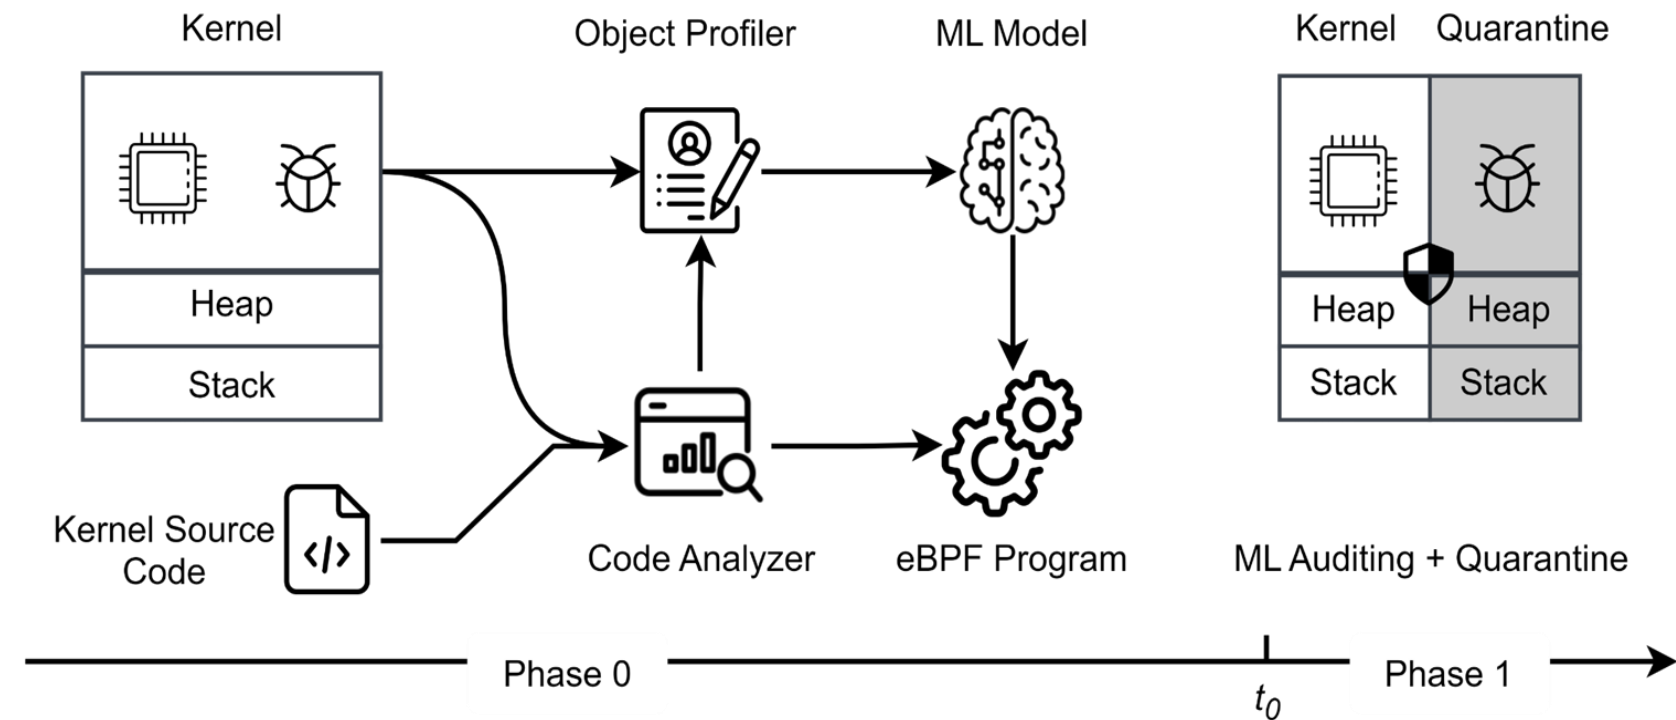 Kernel
Object Profiler
ML Model
Kernel
Quarantine
Heap
Stack
Heap
Heap
Stack
Stack
Kernel Source
Code
</>
Code Analyzer
eBPF Program
ML Auditing + Quarantine
Phase 0
t0
Phase 1